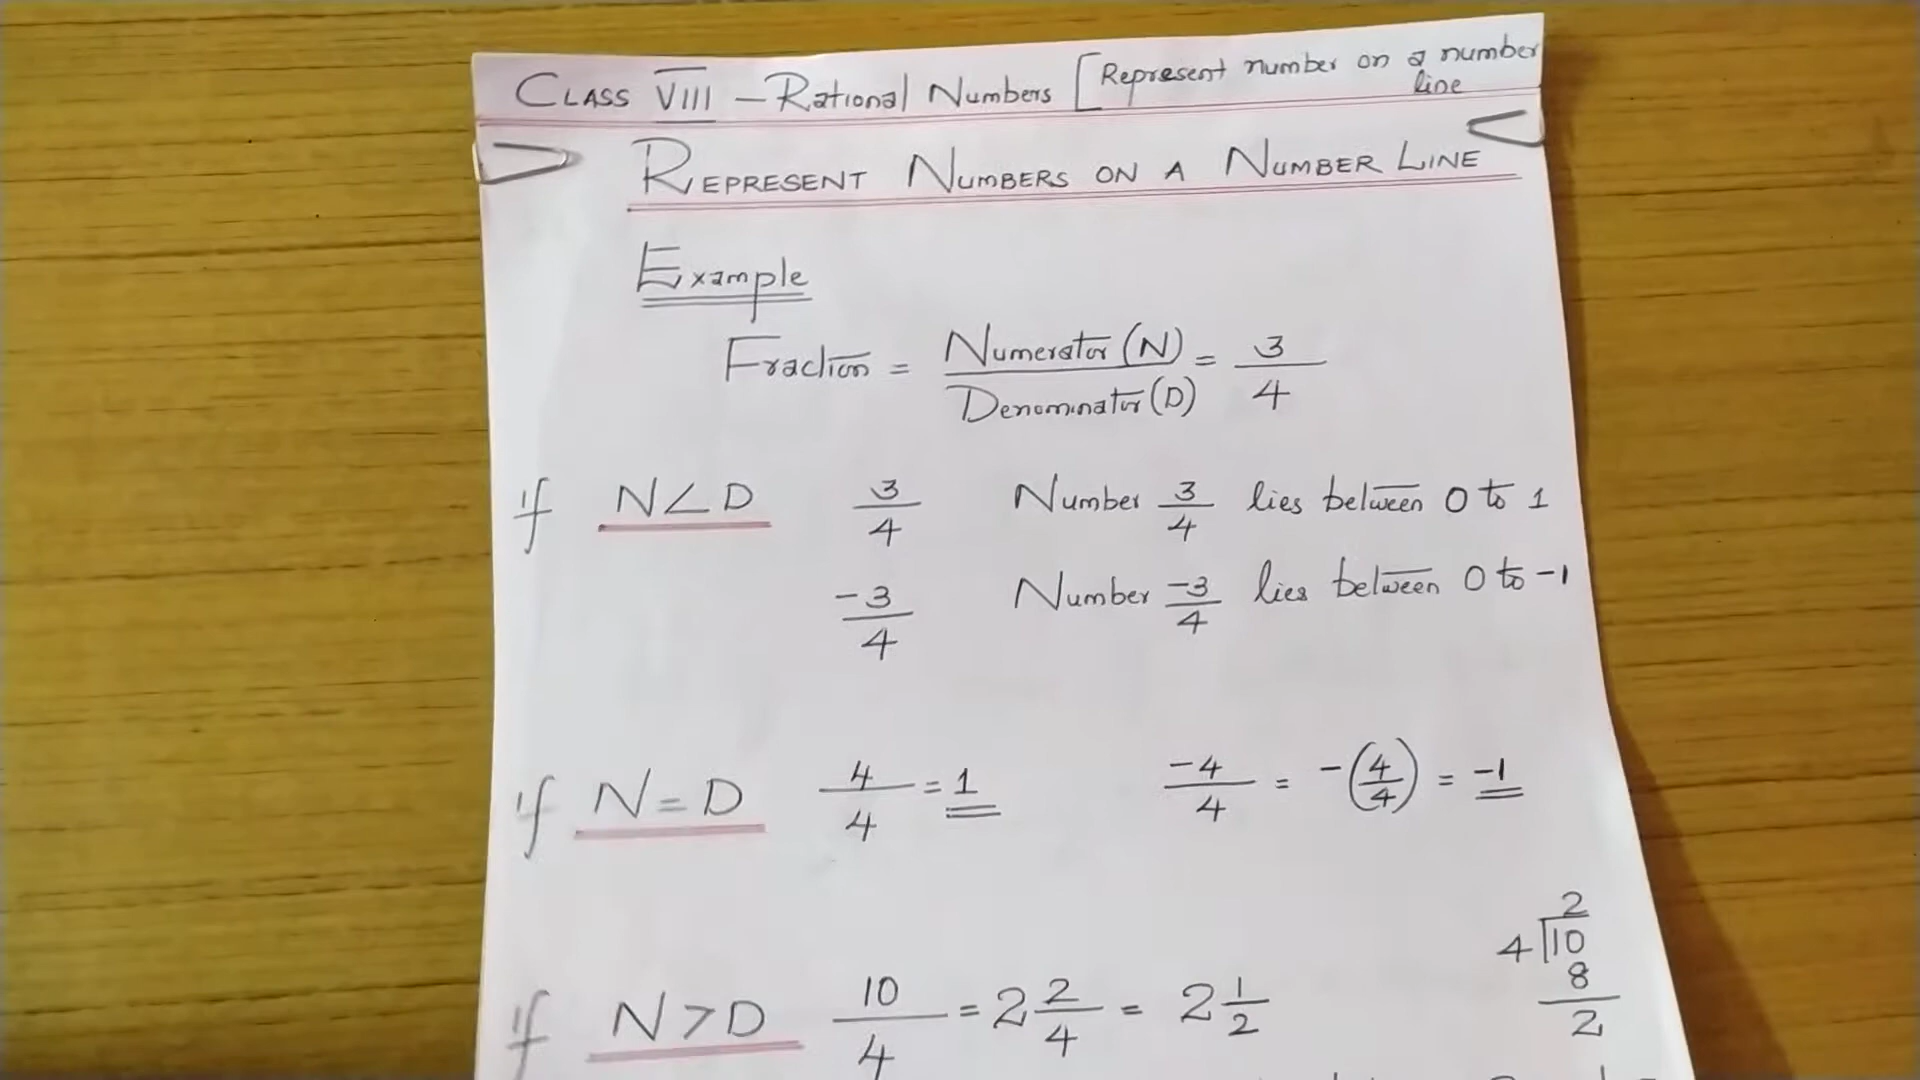 CLASS VIII – Rational Numbers [Represent number on a number line
REPRESENT NUMBERS ON A NUMBER LINE
Example
Fraction = Numerator (N) / Denominator (D) = 3/4
if N<D 3/4 Number 3/4 lies between 0 to 1
-3/4 Number -3/4 lies between 0 to -1
if N=D 4/4 = 1 -4/4 = -(4/4) = -1
if N>D 10/4 = 2 2/4 = 2 1/2
2
4 10
8
2